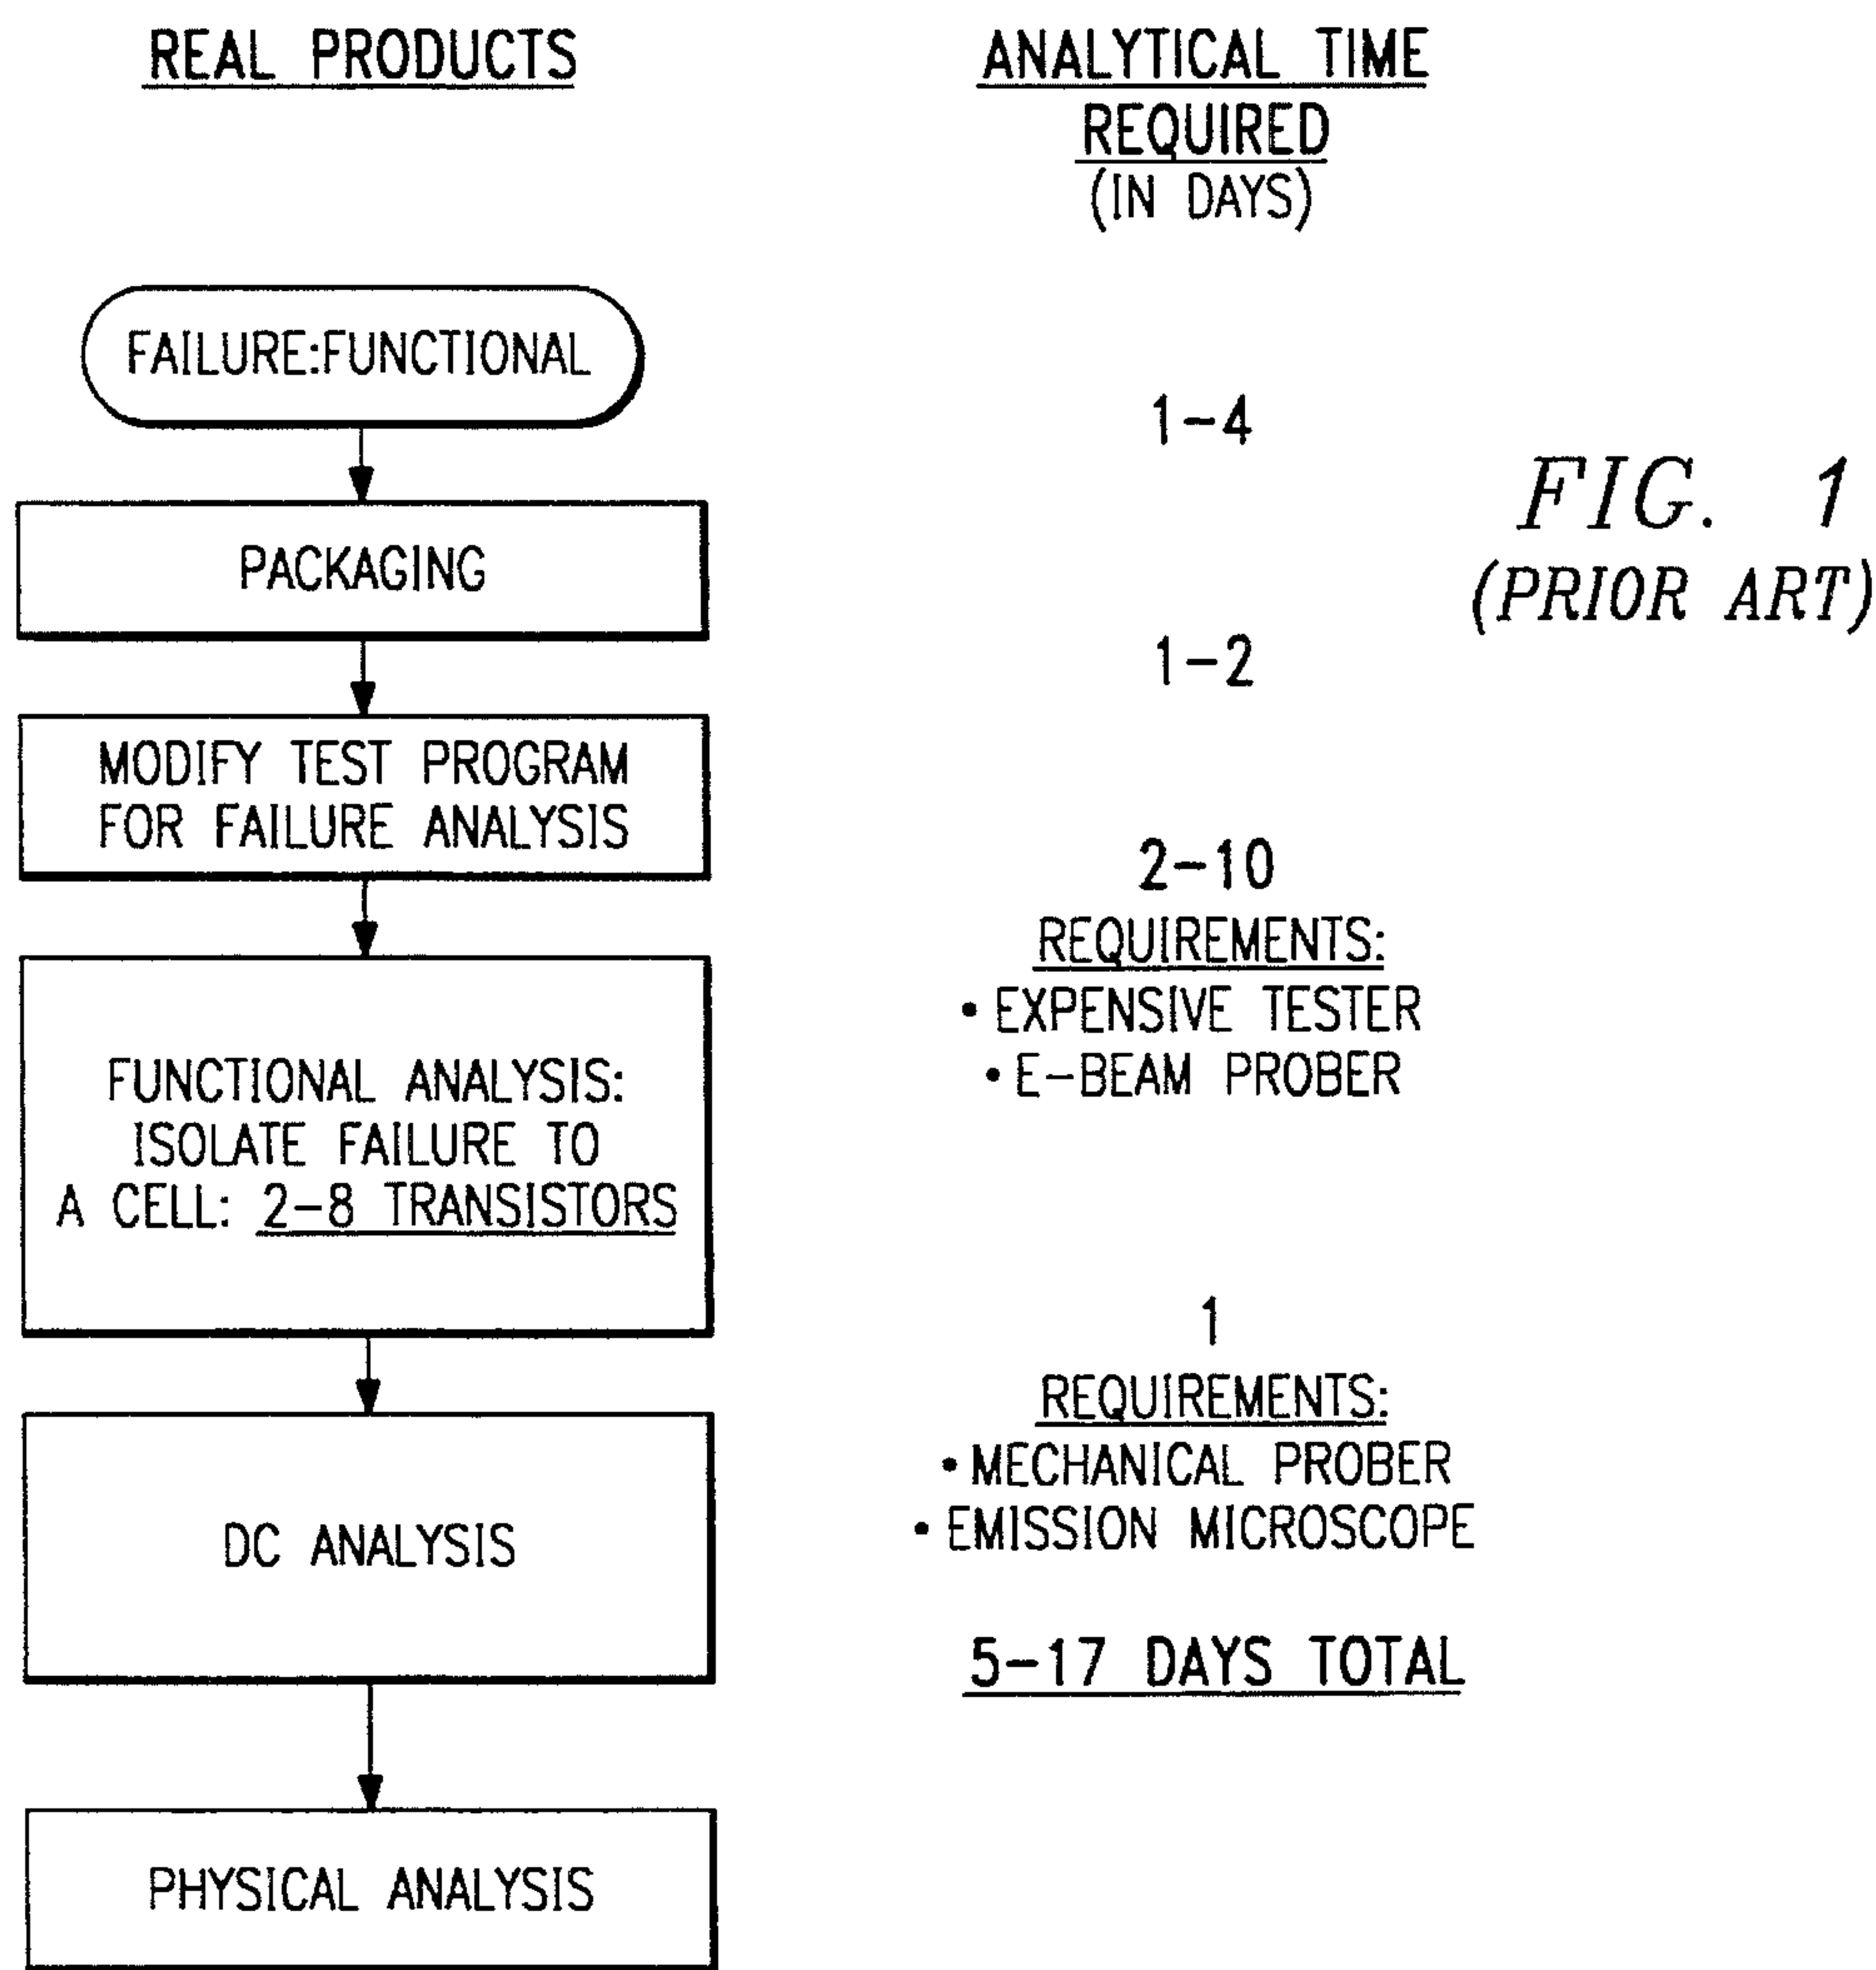 REAL PRODUCTS
ANALYTICAL TIME
REQUIRED
(IN DAYS)
FAILURE:FUNCTIONAL
1-4
FIG. 1
(PRIOR ART)
PACKAGING
1-2
MODIFY TEST PROGRAM
FOR FAILURE ANALYSIS
2-10
REQUIREMENTS:
• EXPENSIVE TESTER
• E-BEAM PROBER
FUNCTIONAL ANALYSIS:
ISOLATE FAILURE TO
A CELL: 2-8 TRANSISTORS
1
REQUIREMENTS:
• MECHANICAL PROBER
• EMISSION MICROSCOPE
DC ANALYSIS
5-17 DAYS TOTAL
PHYSICAL ANALYSIS